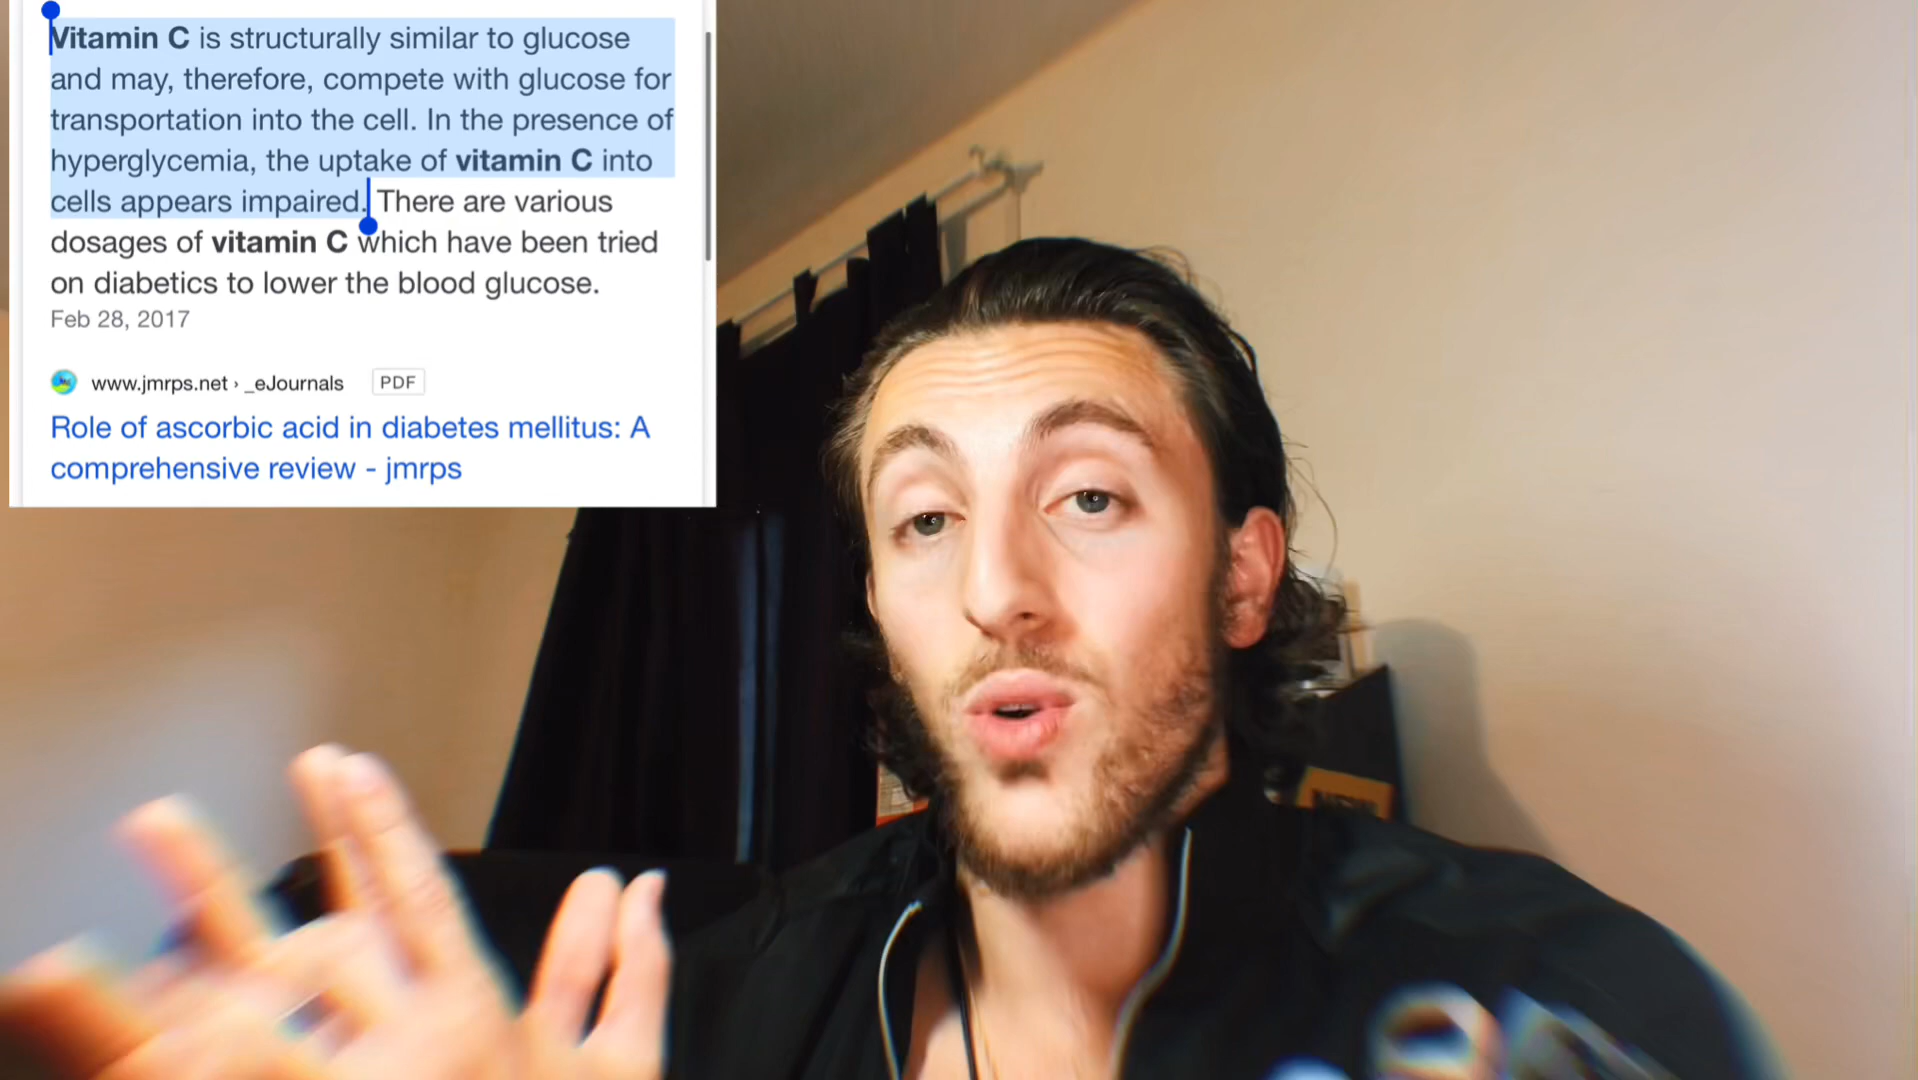 Vitamin C is structurally similar to glucose
and may, therefore, compete with glucose for
transportation into the cell. In the presence of
hyperglycemia, the uptake of vitamin C into
cells appears impaired. There are various
dosages of vitamin C which have been tried
on diabetics to lower the blood glucose.
Feb 28, 2017
www.jmrps.net › _eJournals PDF
Role of ascorbic acid in diabetes mellitus: A
comprehensive review - jmrps